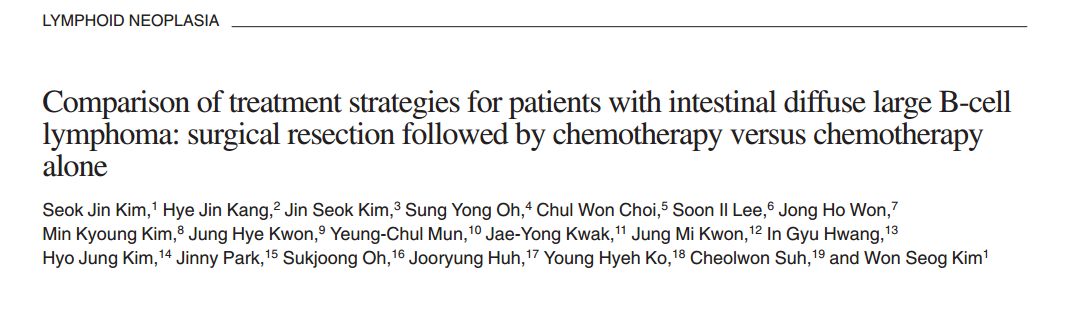 LYMPHOID NEOPLASIA
Comparison of treatment strategies for patients with intestinal diffuse large B-cell
lymphoma: surgical resection followed by chemotherapy versus chemotherapy
alone
Seok Jin Kim,¹ Hye Jin Kang,² Jin Seok Kim,³ Sung Yong Oh,⁴ Chul Won Choi,⁵ Soon Il Lee,⁶ Jong Ho Won,⁷
Min Kyoung Kim,⁸ Jung Hye Kwon,⁹ Yeung-Chul Mun,¹⁰ Jae-Yong Kwak,¹¹ Jung Mi Kwon,¹² In Gyu Hwang,¹³
Hyo Jung Kim,¹⁴ Jinny Park,¹⁵ Sukjoong Oh,¹⁶ Jooryung Huh,¹⁷ Young Hyeh Ko,¹⁸ Cheolwon Suh,¹⁹ and Won Seog Kim¹